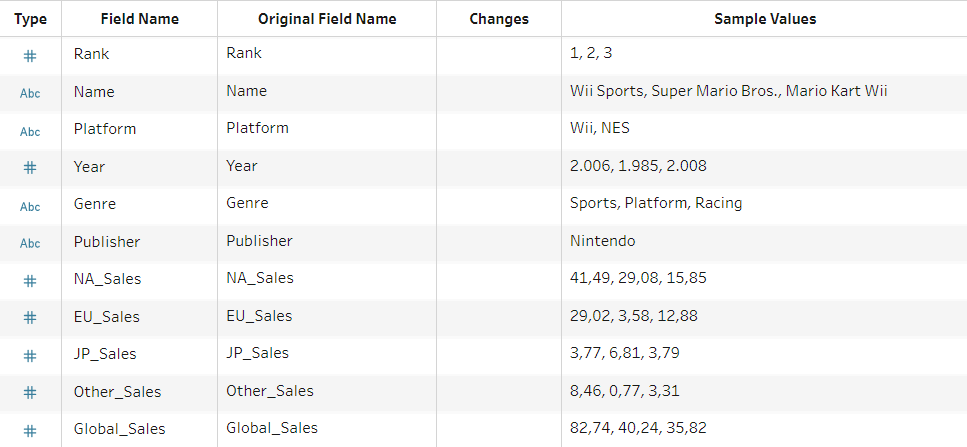 Type Field Name Original Field Name Changes Sample Values
# Rank Rank 1, 2, 3
Abc Name Name Wii Sports, Super Mario Bros., Mario Kart Wii
Abc Platform Platform Wii, NES
# Year Year 2.006, 1.985, 2.008
Abc Genre Genre Sports, Platform, Racing
Abc Publisher Publisher Nintendo
# NA_Sales NA_Sales 41,49, 29,08, 15,85
# EU_Sales EU_Sales 29,02, 3,58, 12,88
# JP_Sales JP_Sales 3,77, 6,81, 3,79
# Other_Sales Other_Sales 8,46, 0,77, 3,31
# Global_Sales Global_Sales 82,74, 40,24, 35,82